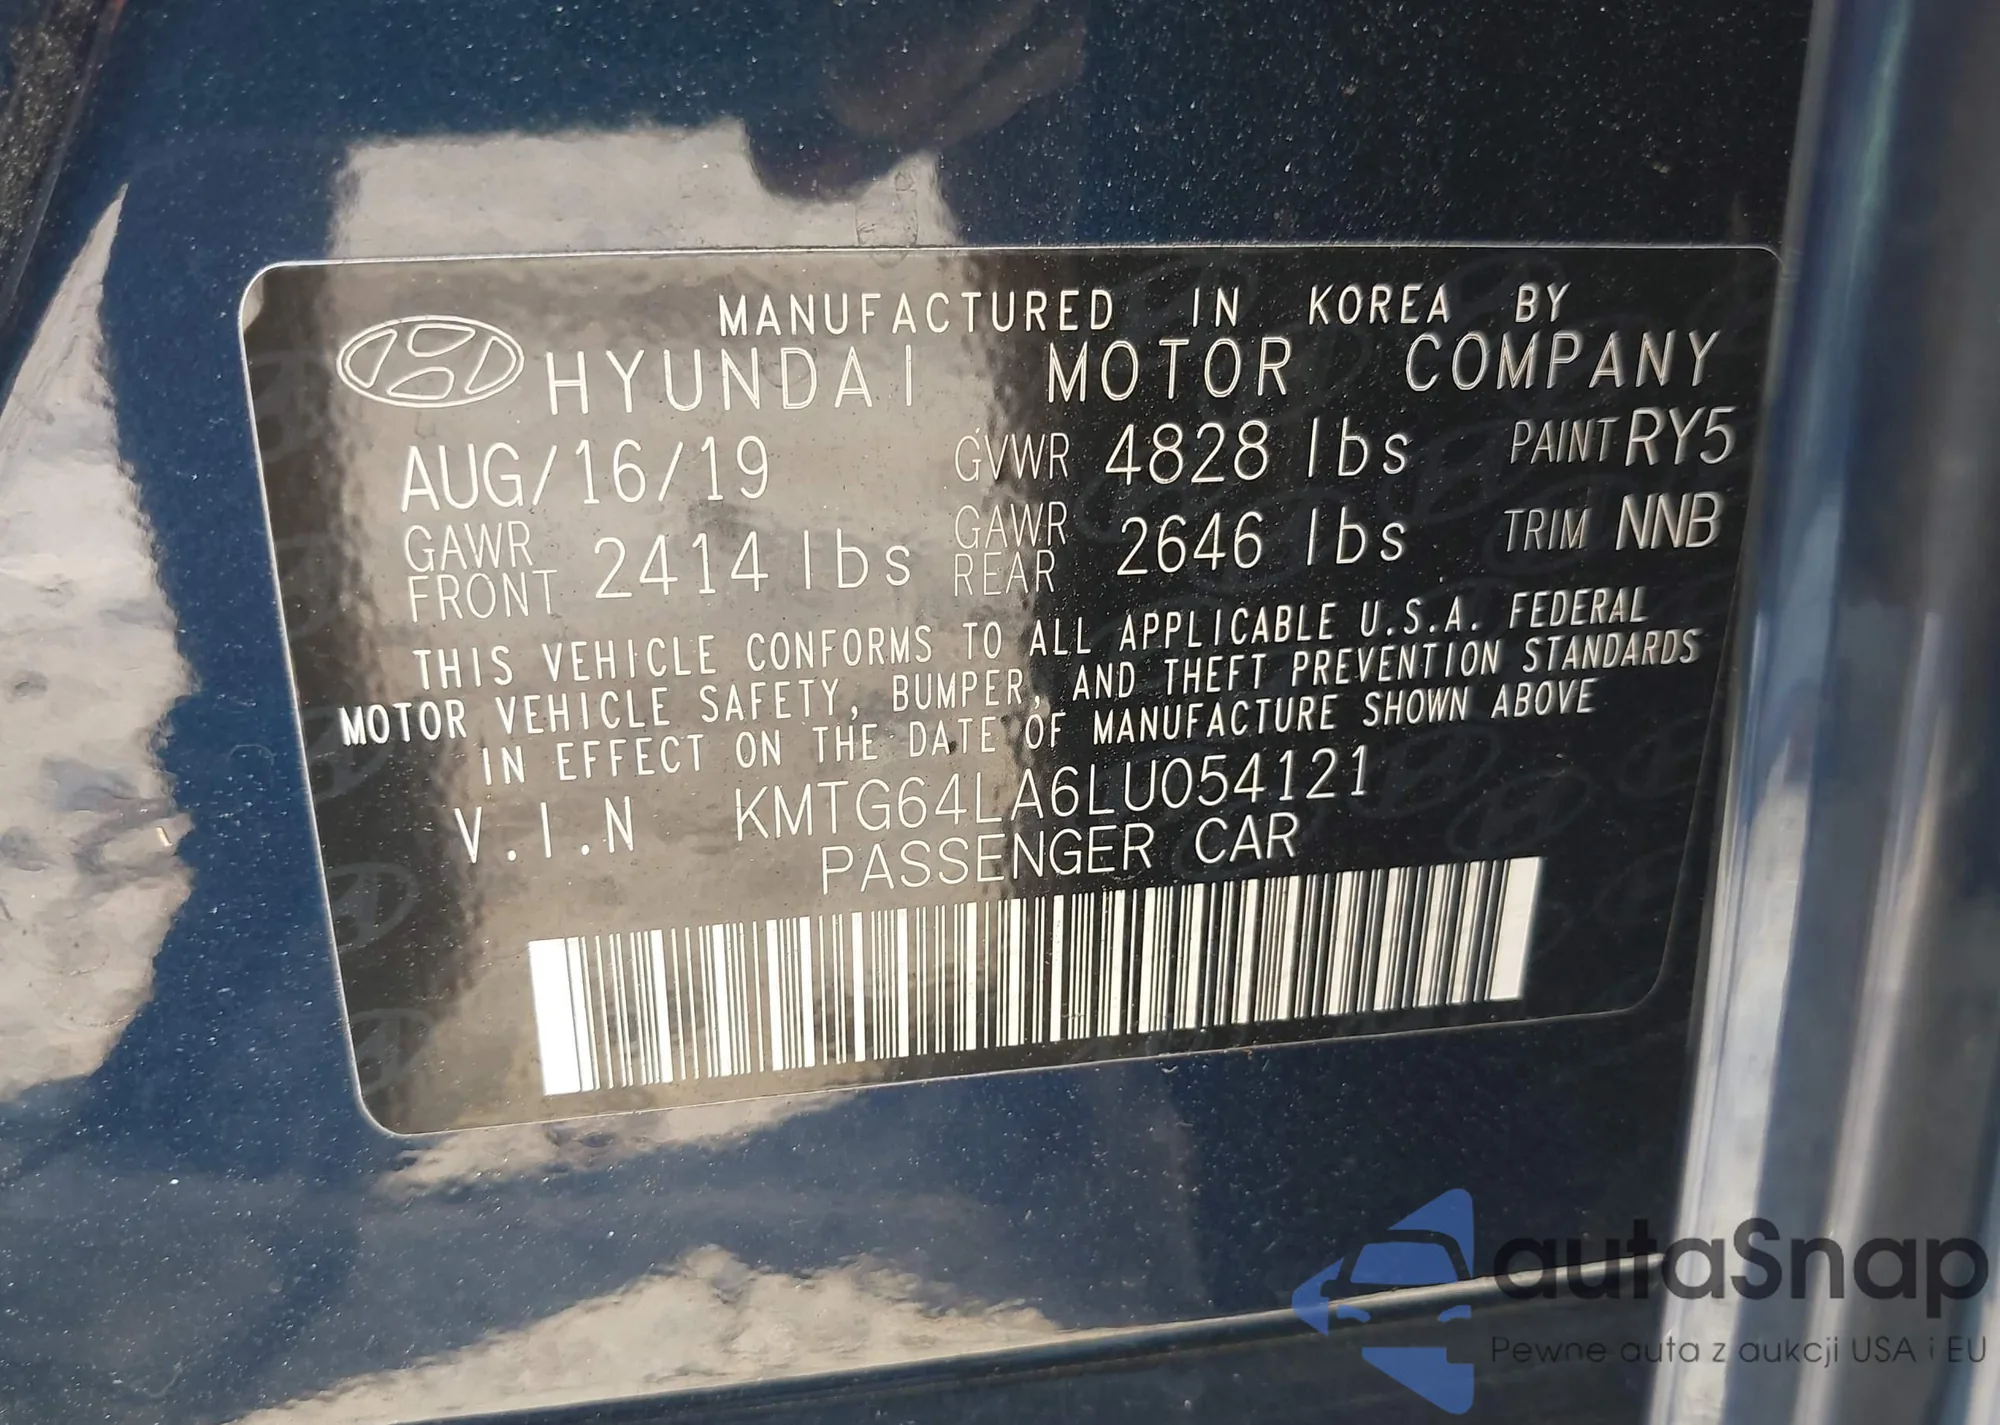 MANUFACTURED IN KOREA BY
HYUNDAI MOTOR COMPANY
AUG/16/19 GVWR 4828 lbs PAINT RY5
GAWR FRONT 2414 lbs GAWR REAR 2646 lbs TRIM NNB
THIS VEHICLE CONFORMS TO ALL APPLICABLE U.S.A. FEDERAL
MOTOR VEHICLE SAFETY, BUMPER, AND THEFT PREVENTION STANDARDS
IN EFFECT ON THE DATE OF MANUFACTURE SHOWN ABOVE
V.I.N KMTG64LA6LU054121
PASSENGER CAR
autaSnap
Pewne auta z aukcji USA i EU